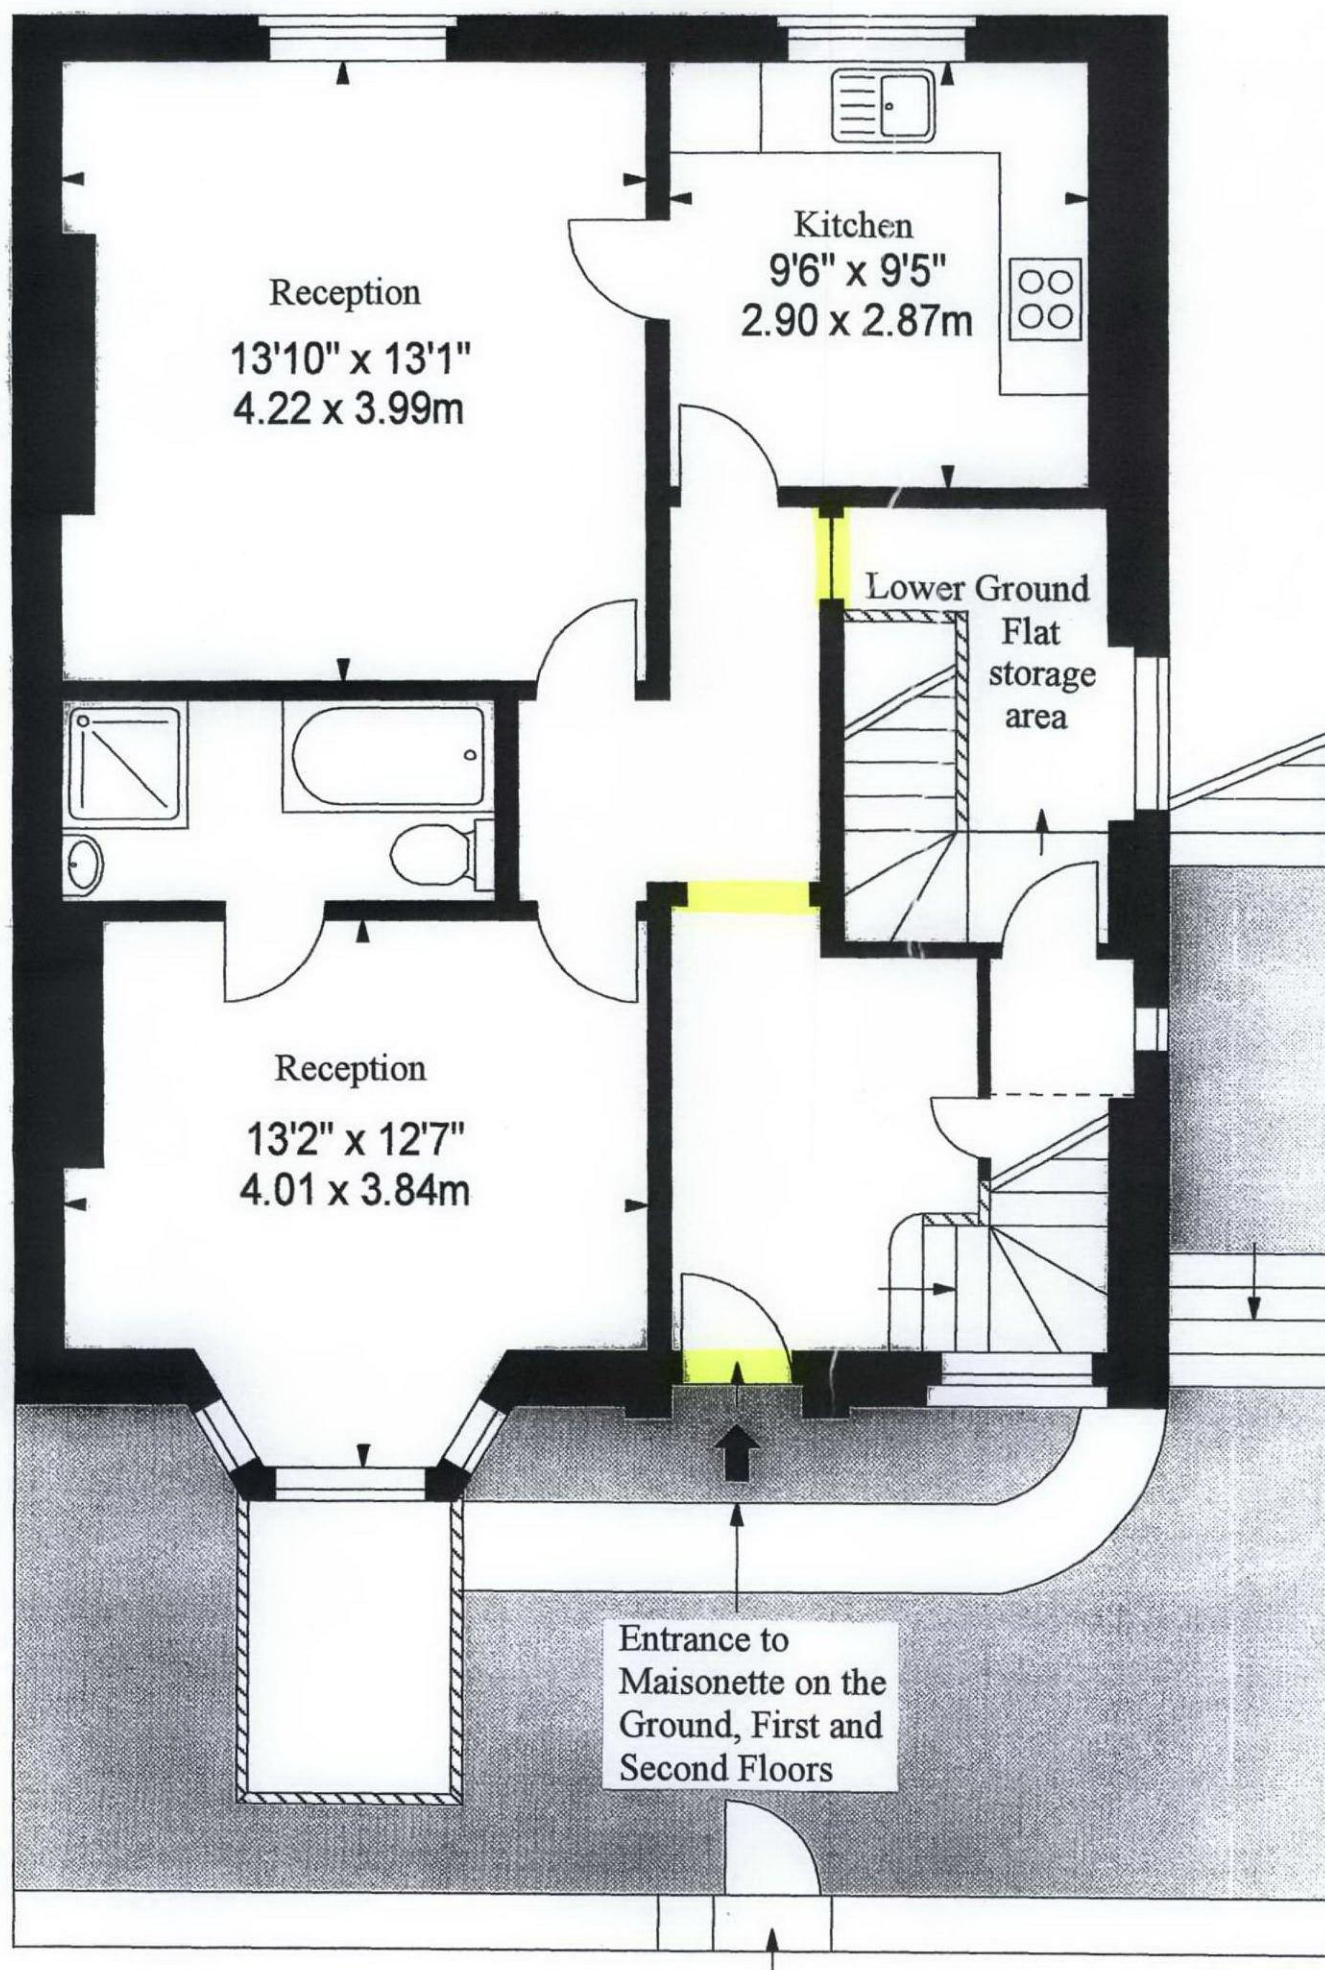 Reception
13'10" x 13'1"
4.22 x 3.99m
Kitchen
9'6" x 9'5"
2.90 x 2.87m
Lower Ground
Flat
storage
area
Reception
13'2" x 12'7"
4.01 x 3.84m
Entrance to
Maisonette on the
Ground, First and
Second Floors